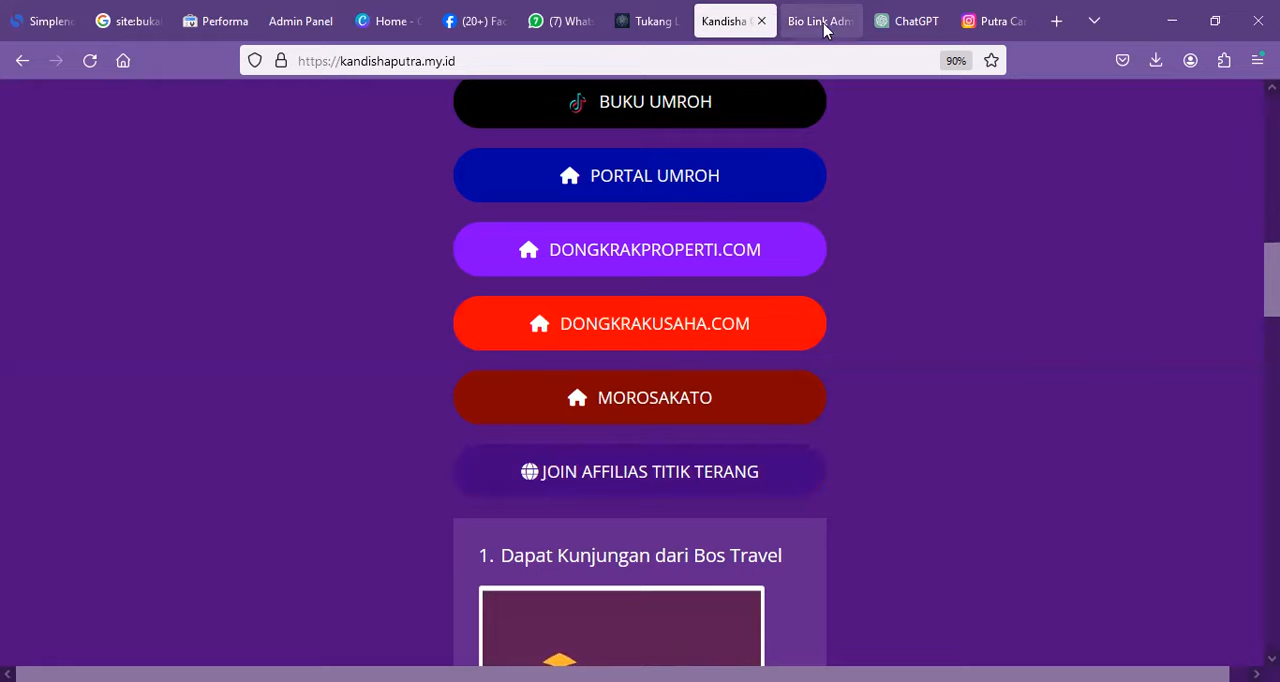 Simplene
site:buka
Performa
Admin Panel
Home -
(20+) Fac
(7) Whats
Tukang L
Kandisha
Bio Link Adm
ChatGPT
Putra Car
https://kandishaputra.my.id
90%
BUKU UMROH
PORTAL UMROH
DONGKRAKPROPERTI.COM
DONGKRAKUSAHA.COM
MOROSAKATO
JOIN AFFILIAS TITIK TERANG
1. Dapat Kunjungan dari Bos Travel